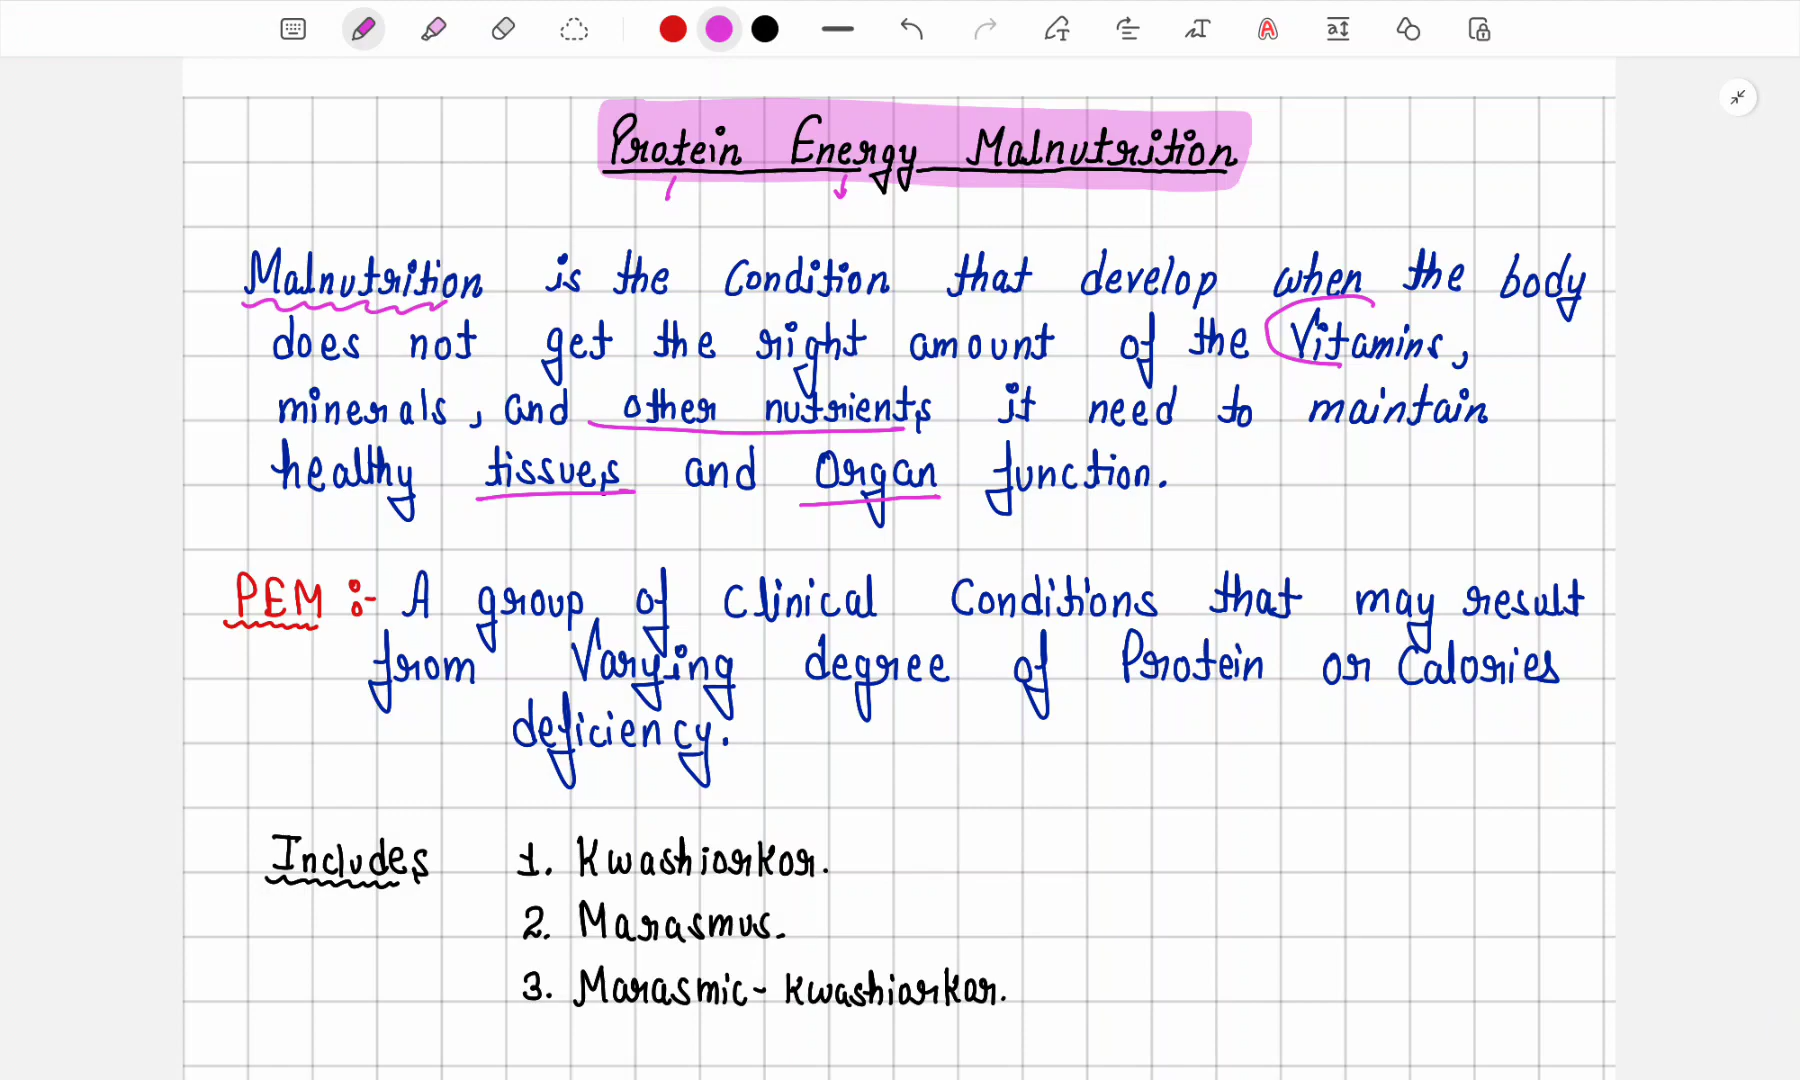 Protein Energy Malnutrition
Malnutrition is the Condition that develop when the body
does not get the right amount of the Vitamins,
minerals, and other nutrients it need to maintain
healthy tissues and Organ function.
PEM :- A group of Clinical Conditions that may result
from Varying degree of Protein or Calories
deficiency.
Includes 1. Kwashiorkor.
2. Marasmus.
3. Marasmic - Kwashiorkor.